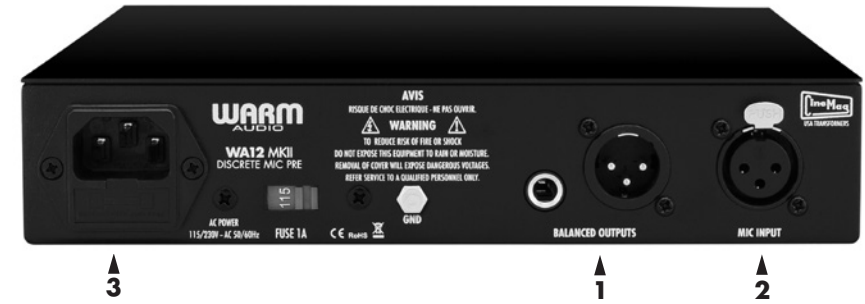 WARM
AUDIO
WA12 MKII
DISCRETE MIC PRE
AC POWER
115/220V - AC 50/60Hz
115
FUSE 1A
AVIS
RISQUE DE CHOC ELECTRIQUE - NE PAS OUVRIR.
WARNING
TO REDUCE RISK OF FIRE OR SHOCK
DO NOT EXPOSE THIS EQUIPMENT TO RAIN OR MOISTURE.
REMOVAL OF COVER WILL EXPOSE DANGEROUS VOLTAGES.
REFER SERVICE TO A QUALIFIED PERSONNEL ONLY.
GND
CE RoHS
BALANCED OUTPUTS
PUSH
MIC INPUT
CineMag
USA TRANSFORMERS
3
1
2